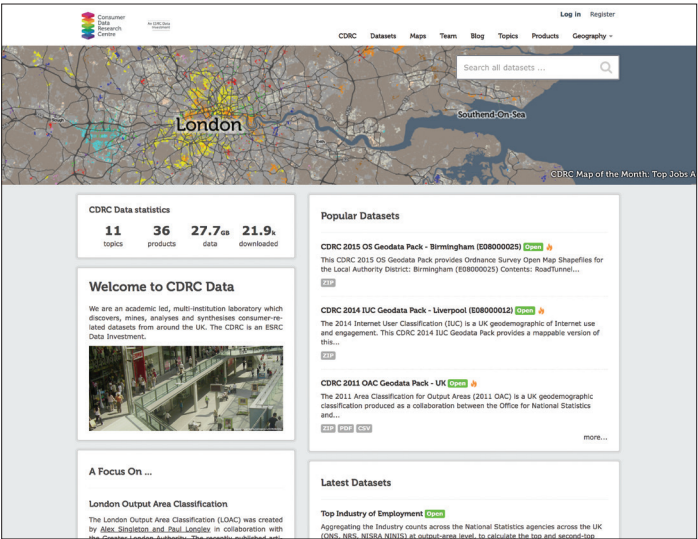 Consumer
Data
Research
Centre
An ESRC Data
Investment
Log in Register
CDRC Datasets Maps Team Blog Topics Products Geography
Search all datasets ...
London
Southend-On-Sea
CDRC Map of the Month: Top Jobs A
CDRC Data statistics
11 36 27.7GB 21.9k
topics products data downloaded
Welcome to CDRC Data
We are an academic led, multi-institution laboratory which
discovers, mines, analyses and synthesises consumer-re-
lated datasets from around the UK. The CDRC is an ESRC
Data Investment.
A Focus On ...
London Output Area Classification
The London Output Area Classification (LOAC) was created
by Alex Singleton and Paul Longley in collaboration with
the Greater London Authority. The recently published arti-
Popular Datasets
CDRC 2015 OS Geodata Pack - Birmingham (E08000025) Open
This CDRC 2015 OS Geodata Pack provides Ordnance Survey Open Map Shapefiles for
the Local Authority District: Birmingham (E08000025) Contents: RoadTunnel...
ZIP
CDRC 2014 IUC Geodata Pack - Liverpool (E08000012) Open
The 2014 Internet User Classification (IUC) is a UK geodemographic of Internet use
and engagement. This CDRC 2014 IUC Geodata Pack provides a mappable version of
this...
ZIP
CDRC 2011 OAC Geodata Pack - UK Open
The 2011 Area Classification for Output Areas (2011 OAC) is a UK geodemographic
classification produced as a collaboration between the Office for National Statistics
and...
ZIP PDF CSV
more...
Latest Datasets
Top Industry of Employment Open
Aggregating the Industry counts across the National Statistics agencies across the UK
(ONS, NRS, NISRA NINIS) at output-area level, to calculate the top and second-top